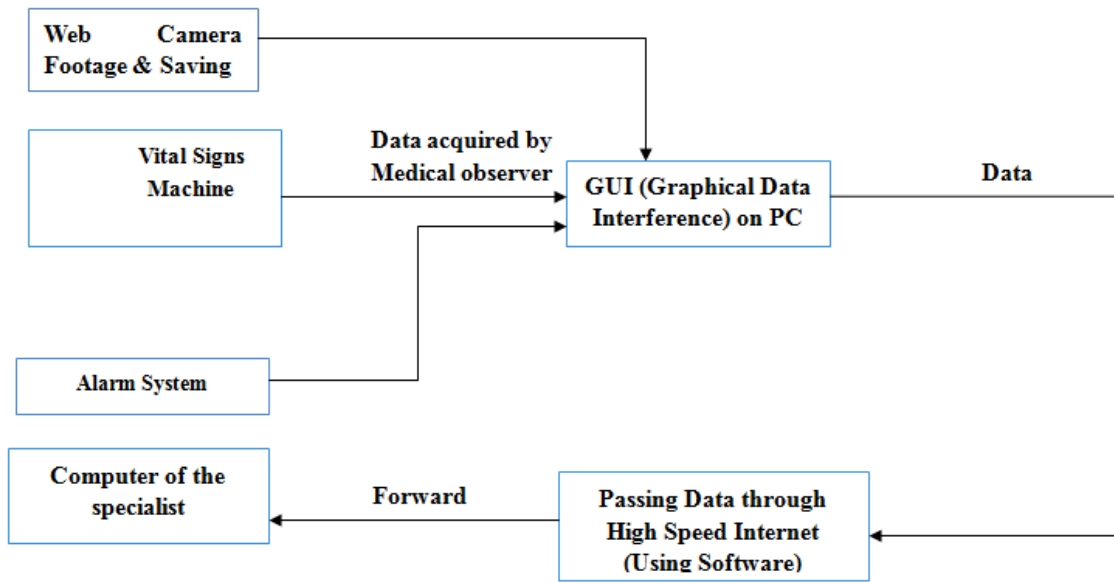 Web Camera
Footage & Saving
Vital Signs
Machine
Data acquired by
Medical observer
GUI (Graphical Data
Interference) on PC
Data
Alarm System
Computer of the
specialist
Forward
Passing Data through
High Speed Internet
(Using Software)